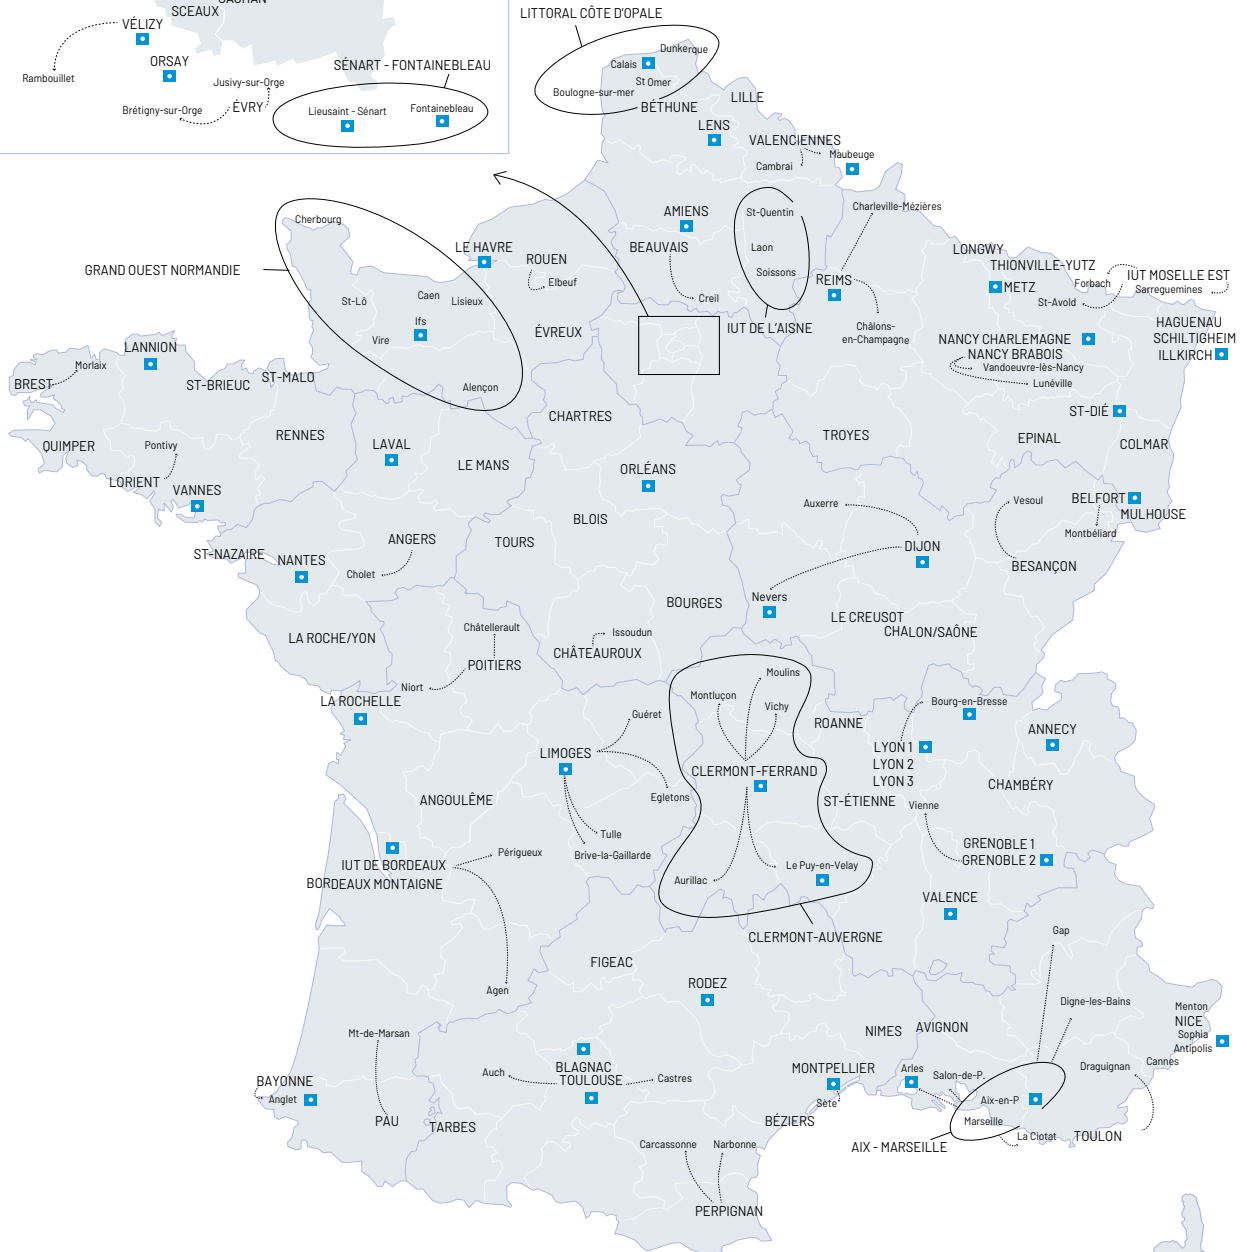 CACHAN
SCEAUX
VÉLIZY
Rambouillet
ORSAY
Jusivy-sur-Orge
Brétigny-sur-Orge
ÉVRY
SÉNART - FONTAINEBLEAU
Lieusaint - Sénart
Fontainebleau
LITTORAL CÔTE D'OPALE
Dunkerque
Calais
St Omer
Boulogne-sur-mer
BÉTHUNE
LILLE
LENS
VALENCIENNES
Maubeuge
Cambrai
Cherbourg
AMIENS
St-Quentin
Charleville-Mézières
LE HAVRE
BEAUVAIS
Laon
LONGWY
ROUEN
THIONVILLE-YUTZ
GRAND OUEST NORMANDIE
Soissons
IUT MOSELLE EST
Elbeuf
REIMS
Forbach
METZ
Sarreguemines
St-Lô
Caen
Lisieux
Creil
St-Avold
Ifs
ÉVREUX
IUT DE L'AISNE
Châlons-
en-Champagne
HAGUENAU
Vire
NANCY CHARLEMAGNE
SCHILTIGHEIM
LANNION
NANCY BRABOIS
ILLKIRCH
Morlaix
Vandoeuvre-lès-Nancy
BREST
ST-BRIEUC
ST-MALO
Alençon
Lunéville
CHARTRES
ST-DIÉ
QUIMPER
Pontivy
RENNES
LAVAL
TROYES
EPINAL
COLMAR
LE MANS
ORLÉANS
LORIENT
VANNES
Auxerre
Vesoul
BELFORT
BLOIS
MULHOUSE
ST-NAZAIRE
NANTES
ANGERS
TOURS
Montbéliard
DIJON
Cholet
BESANÇON
Nevers
BOURGES
LE CREUSOT
CHALON/SAÔNE
LA ROCHE/YON
Châtellerault
Issoudun
CHÂTEAUROUX
POITIERS
Moulins
Niort
Montluçon
LA ROCHELLE
Vichy
Bourg-en-Bresse
Guéret
ROANNE
ANNECY
LIMOGES
LYON 1
LYON 2
CLERMONT-FERRAND
LYON 3
CHAMBÉRY
ANGOULÊME
Egletons
ST-ÉTIENNE
Vienne
Tulle
GRENOBLE 1
Périgueux
Brive-la-Gaillarde
GRENOBLE 2
IUT DE BORDEAUX
Le Puy-en-Velay
BORDEAUX MONTAIGNE
Aurillac
VALENCE
CLERMONT-AUVERGNE
Gap
FIGEAC
RODEZ
Agen
Digne-les-Bains
Menton
Mt-de-Marsan
NIMES
AVIGNON
NICE
Sophia
Antipolis
Cannes
BLAGNAC
Auch
TOULOUSE
Castres
MONTPELLIER
Arles
Salon-de-P.
Draguignan
BAYONNE
Anglet
Sète
Aix-en-P
PAU
TARBES
BÉZIERS
Marseille
La Ciotat
TOULON
AIX - MARSEILLE
Carcassonne
Narbonne
PERPIGNAN